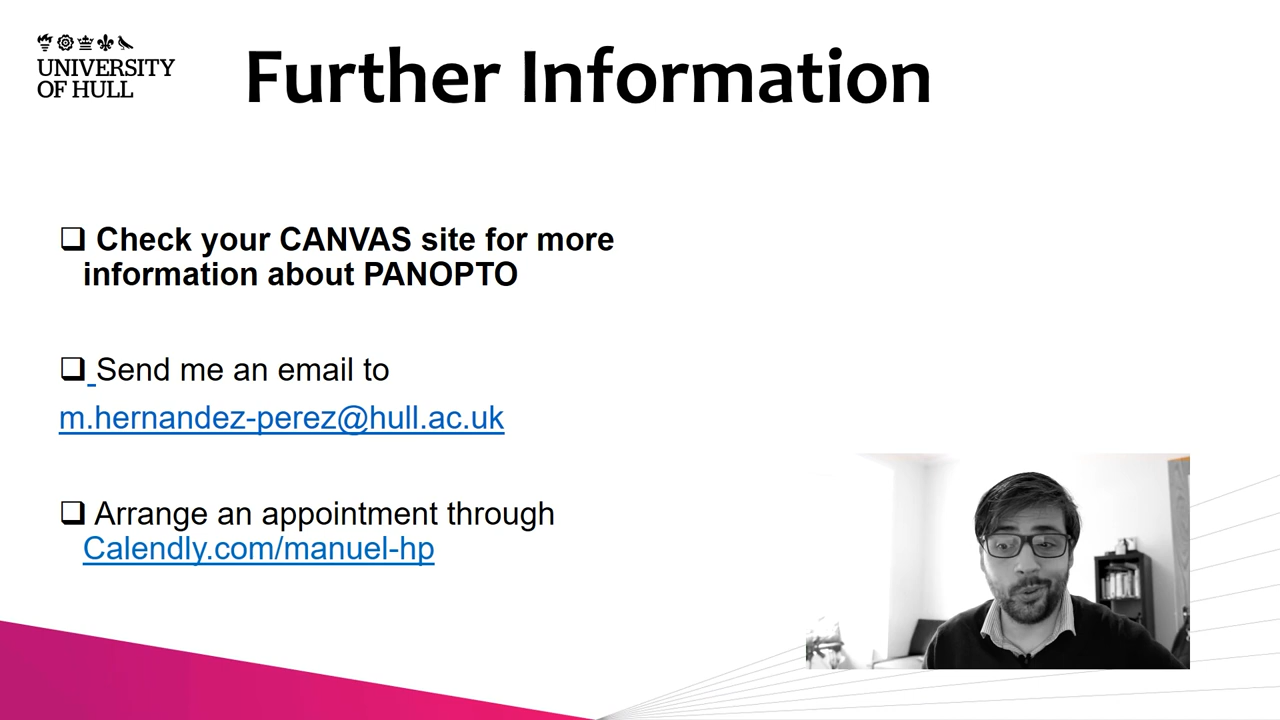 UNIVERSITY
OF HULL
Further Information
Check your CANVAS site for more
information about PANOPTO
Send me an email to
m.hernandez-perez@hull.ac.uk
Arrange an appointment through
Calendly.com/manuel-hp